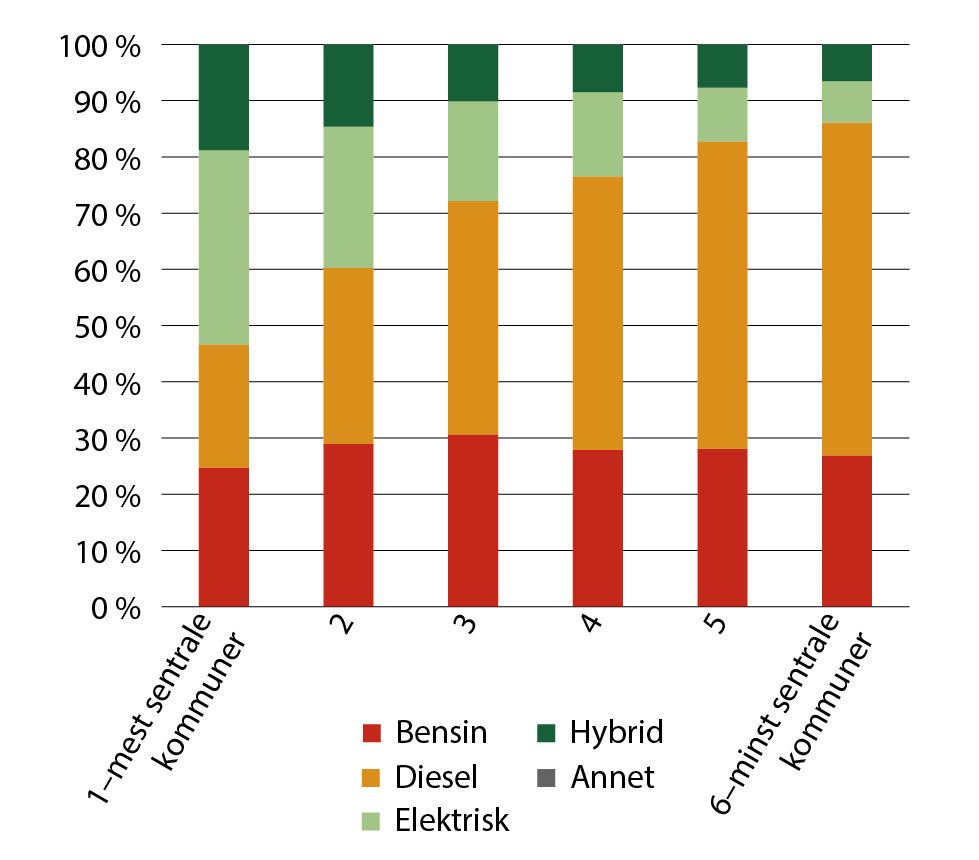 100 %
90 %
80 %
70 %
60 %
50 %
40 %
30 %
20 %
10 %
0 %
1–mest sentrale
kommuner
2
3
4
5
6–minst sentrale
kommuner
Bensin
Hybrid
Diesel
Annet
Elektrisk